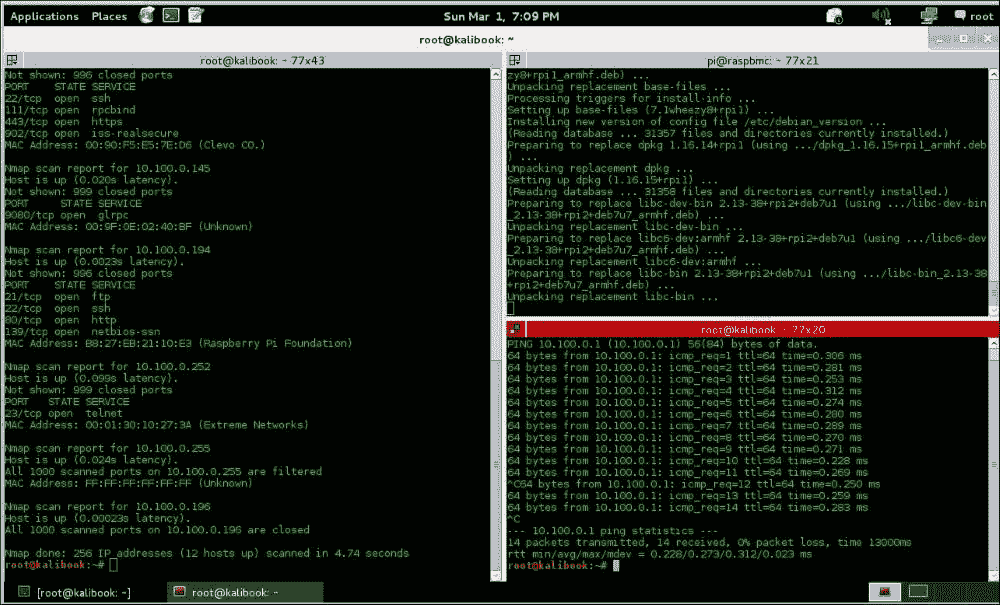 Applications Places
Sun Mar 1, 7:09 PM
root
root@kalibook: ~
root@kalibook: ~ 77x43
Not shown: 996 closed ports
PORT STATE SERVICE
22/tcp open ssh
111/tcp open rpcbind
443/tcp open https
902/tcp open iss-realsecure
MAC Address: 00:90:F5:E5:7E:D6 (Clevo CO.)
Nmap scan report for 10.100.0.145
Host is up (0.020s latency).
Not shown: 999 closed ports
PORT STATE SERVICE
9080/tcp open glrpc
MAC Address: 00:9F:0E:02:40:BF (Unknown)
Nmap scan report for 10.100.0.194
Host is up (0.0023s latency).
Not shown: 996 closed ports
PORT STATE SERVICE
21/tcp open ftp
22/tcp open ssh
80/tcp open http
139/tcp open netbios-ssn
MAC Address: B8:27:EB:21:10:E3 (Raspberry Pi Foundation)
Nmap scan report for 10.100.0.252
Host is up (0.099s latency).
Not shown: 999 closed ports
PORT STATE SERVICE
23/tcp open telnet
MAC Address: 00:01:30:10:27:3A (Extreme Networks)
Nmap scan report for 10.100.0.255
Host is up (0.024s latency).
All 1000 scanned ports on 10.100.0.255 are filtered
MAC Address: FF:FF:FF:FF:FF:FF (Unknown)
Nmap scan report for 10.100.0.196
Host is up (0.00023s latency).
All 1000 scanned ports on 10.100.0.196 are closed
Nmap done: 256 IP addresses (12 hosts up) scanned in 4.74 seconds
root@kalibook:~#
pi@raspbmc: ~ 77x21
zy8+rpi1_armhf.deb) ...
Unpacking replacement base-files ...
Processing triggers for install-info ...
Setting up base-files (7.1wheezy8+rpi1) ...
Installing new version of config file /etc/debian_version ...
(Reading database ... 31357 files and directories currently installed.)
Preparing to replace dpkg 1.16.14+rpi1 (using .../dpkg_1.16.15+rpi1_armhf.deb
) ...
Unpacking replacement dpkg ...
Setting up dpkg (1.16.15+rpi1) ...
(Reading database ... 31358 files and directories currently installed.)
Preparing to replace libc-dev-bin 2.13-38+rpi2+deb7u1 (using .../libc-dev-bin
_2.13-38+rpi2+deb7u7_armhf.deb) ...
Unpacking replacement libc-dev-bin ...
Preparing to replace libc6-dev:armhf 2.13-38+rpi2+deb7u1 (using .../libc6-dev
_2.13-38+rpi2+deb7u7_armhf.deb) ...
Unpacking replacement libc6-dev:armhf ...
Preparing to replace libc-bin 2.13-38+rpi2+deb7u1 (using .../libc-bin_2.13-38
+rpi2+deb7u7_armhf.deb) ...
Unpacking replacement libc-bin ...
root@kalibook: ~ 77x20
PING 10.100.0.1 (10.100.0.1) 56(84) bytes of data.
64 bytes from 10.100.0.1: icmp_req=1 ttl=64 time=0.306 ms
64 bytes from 10.100.0.1: icmp_req=2 ttl=64 time=0.281 ms
64 bytes from 10.100.0.1: icmp_req=3 ttl=64 time=0.253 ms
64 bytes from 10.100.0.1: icmp_req=4 ttl=64 time=0.312 ms
64 bytes from 10.100.0.1: icmp_req=5 ttl=64 time=0.274 ms
64 bytes from 10.100.0.1: icmp_req=6 ttl=64 time=0.280 ms
64 bytes from 10.100.0.1: icmp_req=7 ttl=64 time=0.289 ms
64 bytes from 10.100.0.1: icmp_req=8 ttl=64 time=0.270 ms
64 bytes from 10.100.0.1: icmp_req=9 ttl=64 time=0.271 ms
64 bytes from 10.100.0.1: icmp_req=10 ttl=64 time=0.228 ms
64 bytes from 10.100.0.1: icmp_req=11 ttl=64 time=0.269 ms
^C64 bytes from 10.100.0.1: icmp_req=12 ttl=64 time=0.250 ms
64 bytes from 10.100.0.1: icmp_req=13 ttl=64 time=0.259 ms
64 bytes from 10.100.0.1: icmp_req=14 ttl=64 time=0.283 ms
^C
--- 10.100.0.1 ping statistics ---
14 packets transmitted, 14 received, 0% packet loss, time 13000ms
rtt min/avg/max/mdev = 0.228/0.273/0.312/0.023 ms
root@kalibook:~#
[root@kalibook: ~]
root@kalibook: ~